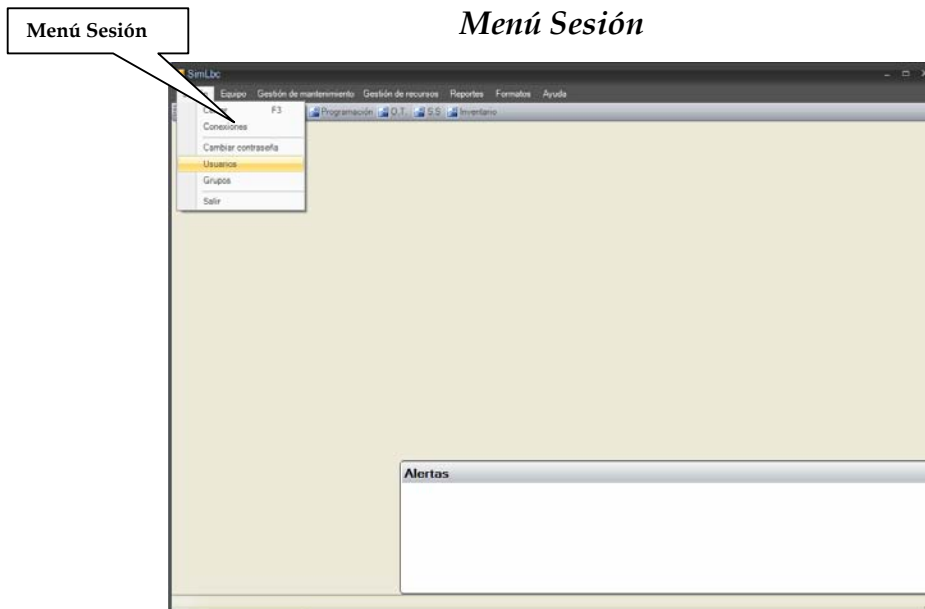 Menú Sesión
Menú Sesión
SimLbc
Equipo Gestión de mantenimiento Gestión de recursos Reportes Formatos Ayuda
F3 Programación O.T. S.S Inventario
Conexiones
Cambiar contraseña
Usuarios
Grupos
Salir
Alertas